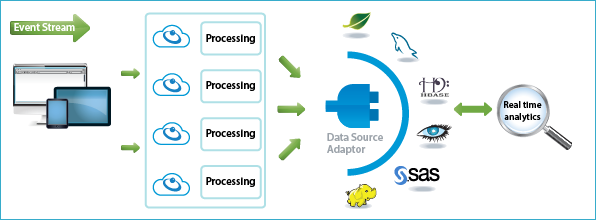 Event Stream
Processing
Processing
Processing
Processing
Data Source
Adaptor
HBASE
sas
Real time
analytics